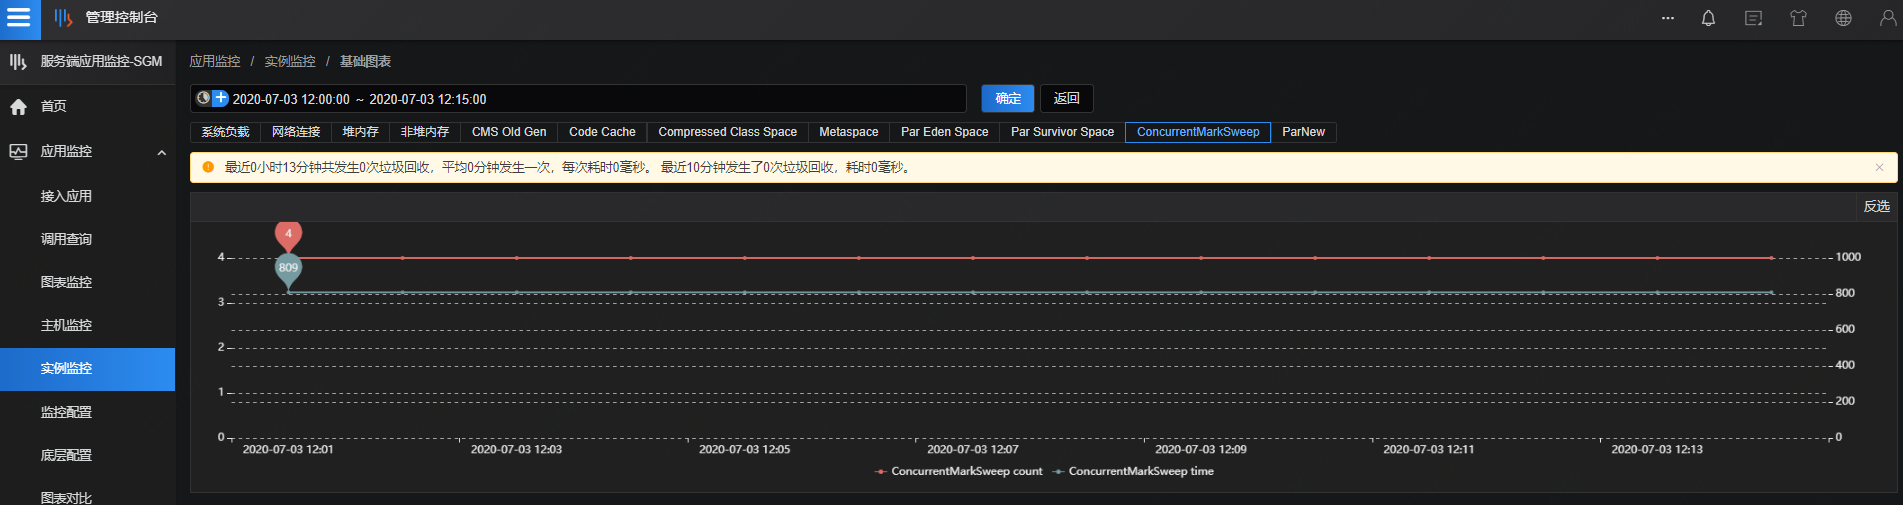 管理控制台
服务端应用监控-SGM
首页
应用监控
接入应用
调用查询
图表监控
主机监控
实例监控
监控配置
底层配置
图表对比
应用监控 / 实例监控 / 基础图表
2020-07-03 12:00:00 ~ 2020-07-03 12:15:00 确定 返回
系统负载 网络连接 堆内存 非堆内存 CMS Old Gen Code Cache Compressed Class Space Metaspace Par Eden Space Par Survivor Space ConcurrentMarkSweep ParNew
最近0小时13分钟共发生0次垃圾回收，平均0分钟发生一次，每次耗时0毫秒。 最近10分钟发生了0次垃圾回收，耗时0毫秒。
反选
4
4 1000
809
3 800
600
2
400
1
200
0 0
2020-07-03 12:01 2020-07-03 12:03 2020-07-03 12:05 2020-07-03 12:07 2020-07-03 12:09 2020-07-03 12:11 2020-07-03 12:13
ConcurrentMarkSweep count ConcurrentMarkSweep time